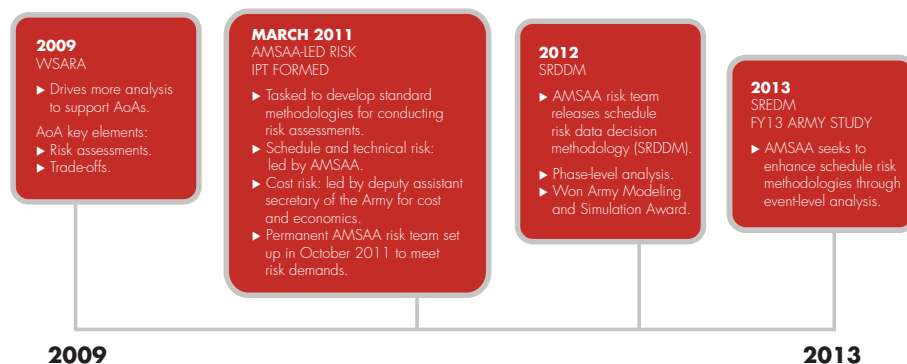 2009
WSARA
▶ Drives more analysis
to support AoAs.
AoA key elements:
▶ Risk assessments.
▶ Trade-offs.
MARCH 2011
AMSAA-LED RISK
IPT FORMED
▶ Tasked to develop standard
methodologies for conducting
risk assessments.
▶ Schedule and technical risk:
led by AMSAA.
▶ Cost risk: led by deputy assistant
secretary of the Army for cost
and economics.
▶ Permanent AMSAA risk team set
up in October 2011 to meet
risk demands.
2012
SRDDM
▶ AMSAA risk team
releases schedule
risk data decision
methodology (SRDDM).
▶ Phase-level analysis.
▶ Won Army Modeling
and Simulation Award.
2013
SREDM
FY13 ARMY STUDY
▶ AMSAA seeks to
enhance schedule risk
methodologies through
event-level analysis.
2009
2013